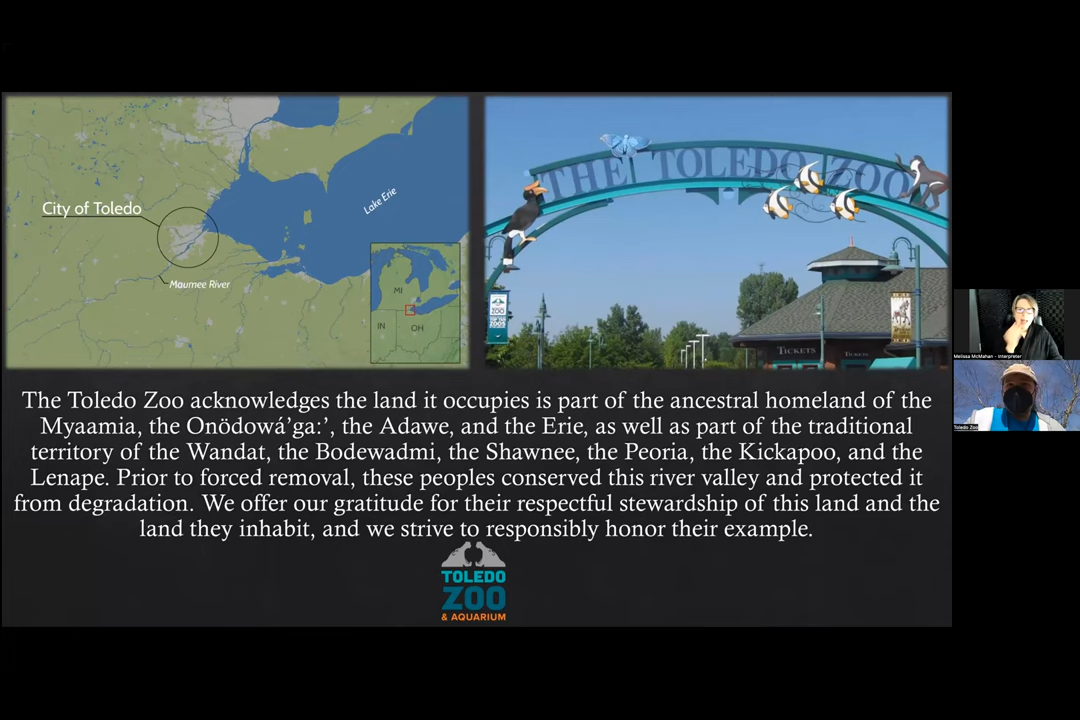 City of Toledo
Lake Erie
Maumee River
MI
IN
OH
THE TOLEDO ZOO
ZOO
TICKETS
TICKETS
Melissa McMahan - Interpreter
Toledo Zoo
The Toledo Zoo acknowledges the land it occupies is part of the ancestral homeland of the
Myaamia, the Onödowá’ga:’, the Adawe, and the Erie, as well as part of the traditional
territory of the Wandat, the Bodewadmi, the Shawnee, the Peoria, the Kickapoo, and the
Lenape. Prior to forced removal, these peoples conserved this river valley and protected it
from degradation. We offer our gratitude for their respectful stewardship of this land and the
land they inhabit, and we strive to responsibly honor their example.
TOLEDO
ZOO
& AQUARIUM